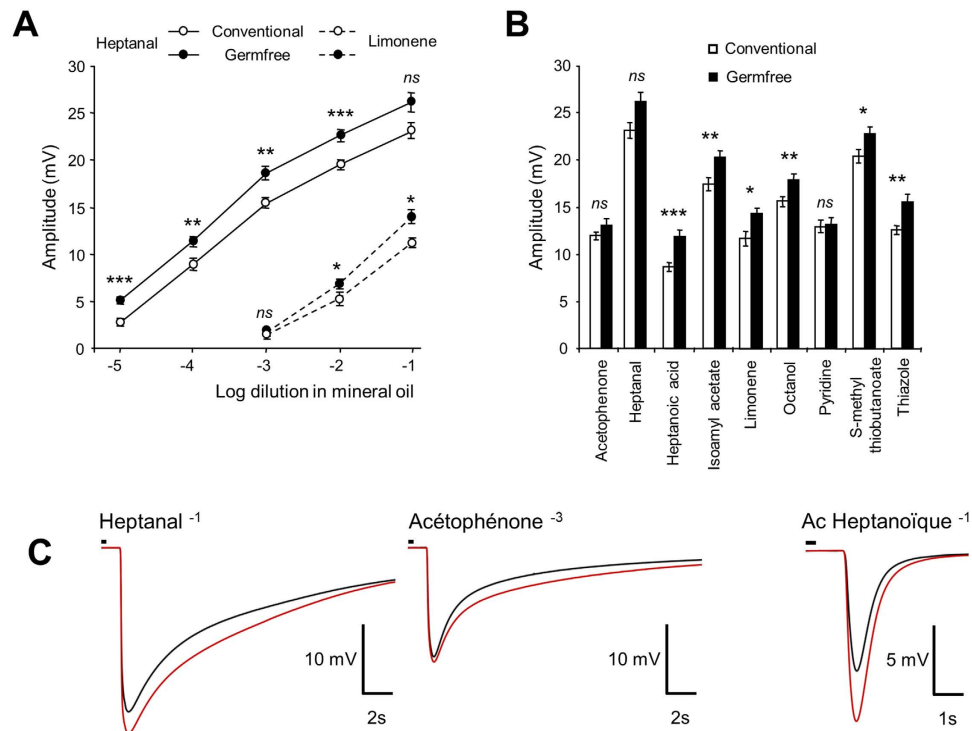 A
Heptanal
Conventional
Germfree
Limonene
Amplitude (mV)
30
25
20
15
10
5
0
-5
-4
-3
-2
-1
Log dilution in mineral oil
***
**
**
***
ns
ns
*
*
B
Conventional
Germfree
Amplitude (mV)
30
25
20
15
10
5
0
ns
ns
***
**
*
**
ns
*
**
Acetophenone
Heptanal
Heptanoic acid
Isoamyl acetate
Limonene
Octanol
Pyridine
S-methyl
thiobutanoate
Thiazole
C
Heptanal -1
10 mV
2s
Acétophénone -3
10 mV
2s
Ac Heptanoïque -1
5 mV
1s